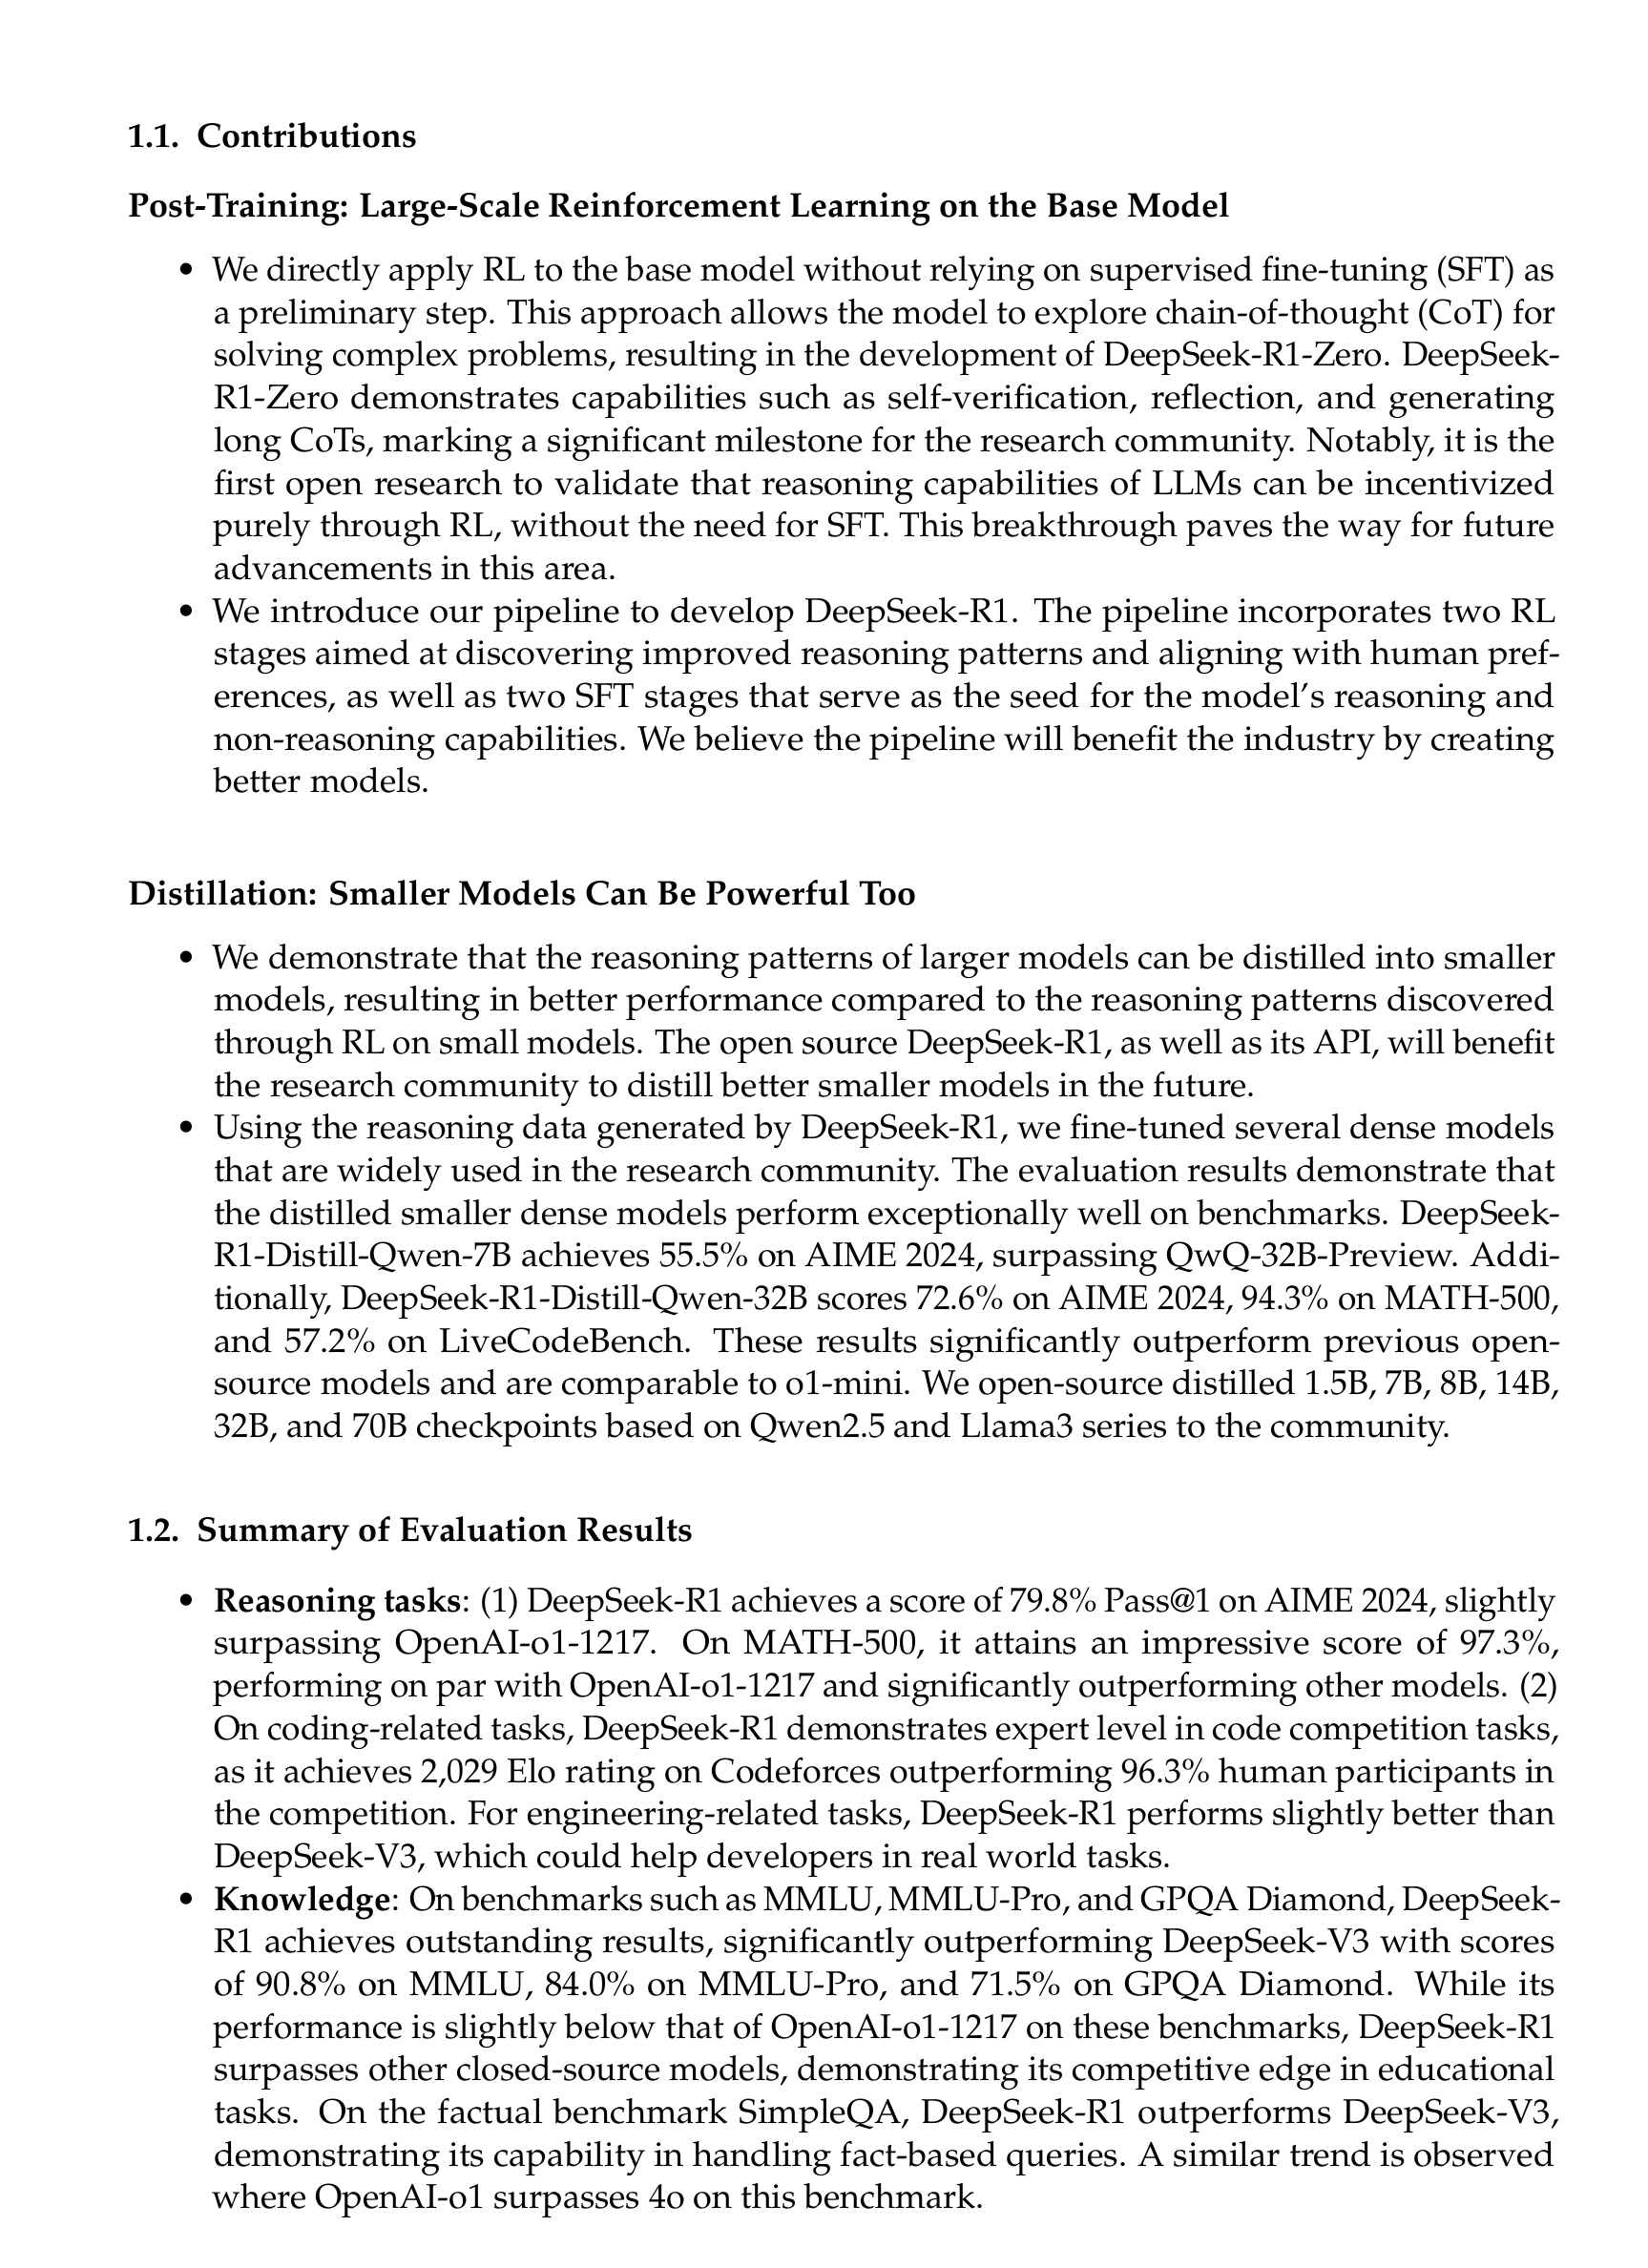 1.1. Contributions
Post-Training: Large-Scale Reinforcement Learning on the Base Model
• We directly apply RL to the base model without relying on supervised fine-tuning (SFT) as
a preliminary step. This approach allows the model to explore chain-of-thought (CoT) for
solving complex problems, resulting in the development of DeepSeek-R1-Zero. DeepSeek-
R1-Zero demonstrates capabilities such as self-verification, reflection, and generating
long CoTs, marking a significant milestone for the research community. Notably, it is the
first open research to validate that reasoning capabilities of LLMs can be incentivized
purely through RL, without the need for SFT. This breakthrough paves the way for future
advancements in this area.
• We introduce our pipeline to develop DeepSeek-R1. The pipeline incorporates two RL
stages aimed at discovering improved reasoning patterns and aligning with human pref-
erences, as well as two SFT stages that serve as the seed for the model's reasoning and
non-reasoning capabilities. We believe the pipeline will benefit the industry by creating
better models.
Distillation: Smaller Models Can Be Powerful Too
• We demonstrate that the reasoning patterns of larger models can be distilled into smaller
models, resulting in better performance compared to the reasoning patterns discovered
through RL on small models. The open source DeepSeek-R1, as well as its API, will benefit
the research community to distill better smaller models in the future.
• Using the reasoning data generated by DeepSeek-R1, we fine-tuned several dense models
that are widely used in the research community. The evaluation results demonstrate that
the distilled smaller dense models perform exceptionally well on benchmarks. DeepSeek-
R1-Distill-Qwen-7B achieves 55.5% on AIME 2024, surpassing QwQ-32B-Preview. Addi-
tionally, DeepSeek-R1-Distill-Qwen-32B scores 72.6% on AIME 2024, 94.3% on MATH-500,
and 57.2% on LiveCodeBench. These results significantly outperform previous open-
source models and are comparable to o1-mini. We open-source distilled 1.5B, 7B, 8B, 14B,
32B, and 70B checkpoints based on Qwen2.5 and Llama3 series to the community.
1.2. Summary of Evaluation Results
• Reasoning tasks: (1) DeepSeek-R1 achieves a score of 79.8% Pass@1 on AIME 2024, slightly
surpassing OpenAI-o1-1217. On MATH-500, it attains an impressive score of 97.3%,
performing on par with OpenAI-o1-1217 and significantly outperforming other models. (2)
On coding-related tasks, DeepSeek-R1 demonstrates expert level in code competition tasks,
as it achieves 2,029 Elo rating on Codeforces outperforming 96.3% human participants in
the competition. For engineering-related tasks, DeepSeek-R1 performs slightly better than
DeepSeek-V3, which could help developers in real world tasks.
• Knowledge: On benchmarks such as MMLU, MMLU-Pro, and GPQA Diamond, DeepSeek-
R1 achieves outstanding results, significantly outperforming DeepSeek-V3 with scores
of 90.8% on MMLU, 84.0% on MMLU-Pro, and 71.5% on GPQA Diamond. While its
performance is slightly below that of OpenAI-o1-1217 on these benchmarks, DeepSeek-R1
surpasses other closed-source models, demonstrating its competitive edge in educational
tasks. On the factual benchmark SimpleQA, DeepSeek-R1 outperforms DeepSeek-V3,
demonstrating its capability in handling fact-based queries. A similar trend is observed
where OpenAI-o1 surpasses 4o on this benchmark.